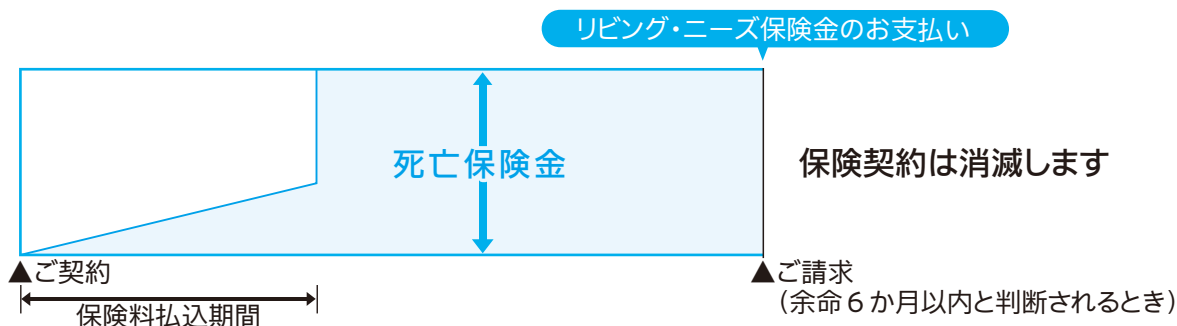 リビング・ニーズ保険金のお支払い
死亡保険金
保険契約は消滅します
▲ご契約
▲ご請求
(余命6か月以内と判断されるとき)
保険料払込期間